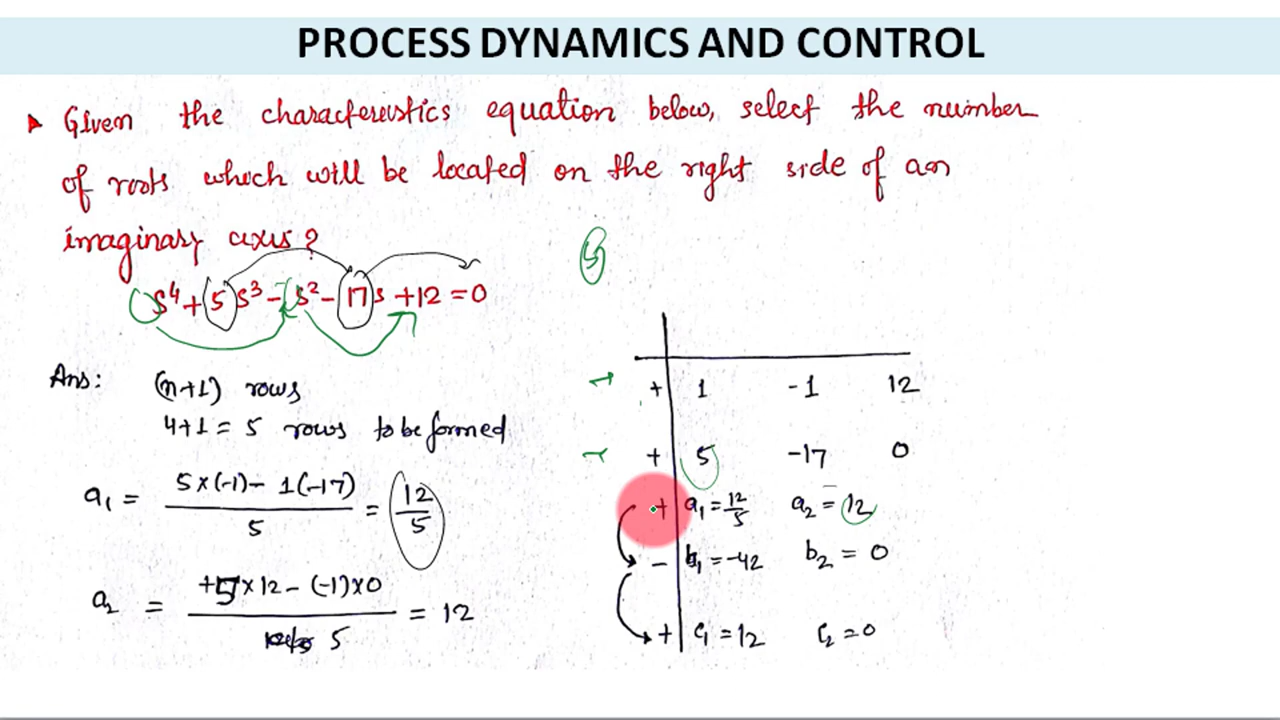 PROCESS DYNAMICS AND CONTROL
Given the characteristics equation below, select the number
of roots which will be located on the right side of an
imaginary axis?
s⁴ + 5s³ - s² - 17s + 12 = 0
5
Ans: (n+1) rows
4+1 = 5 rows to be formed
a₁ = 5×(-1) - 1(-17) / 5 = 12/5
a₂ = +5×12 - (-1)×0 / 5 = 12
+ 1 -1 12
+ 5 -17 0
+ a₁ = 12/5 a₂ = 12
- b₁ = -42 b₂ = 0
+ c₁ = 12 c₂ = 0